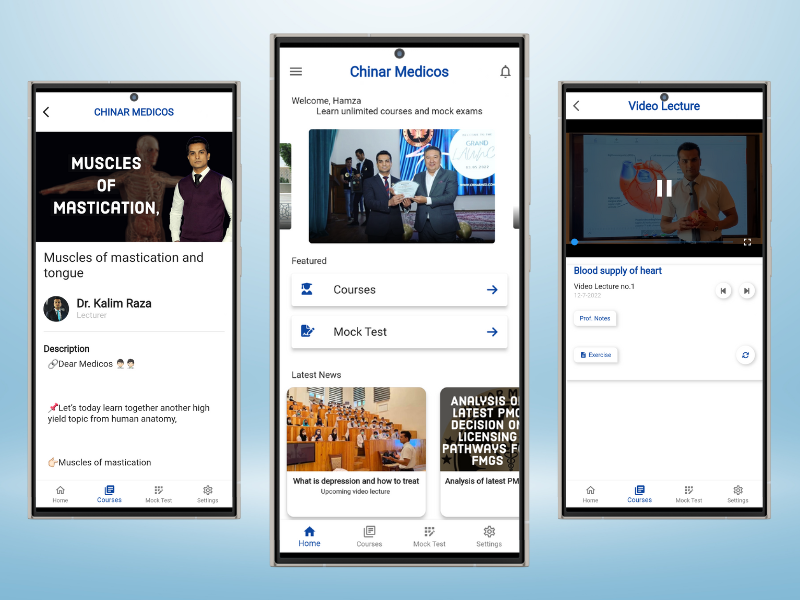 CHINAR MEDICOS
MUSCLES
OF
MASTICATION,
Muscles of mastication and
tongue
Dr. Kalim Raza
Lecturer
Description
🔗Dear Medicos 👨🏻‍⚕️👨🏻‍⚕️
📌Let's today learn together another high
yield topic from human anatomy,
👉🏻Muscles of mastication
Home
Courses
Mock Test
Settings
Chinar Medicos
Welcome, Hamza
Learn unlimited courses and mock exams
GRAND
Featured
Courses
Mock Test
Latest News
What is depression and how to treat
Upcoming video lecture
ANALYSIS O
LATEST PMC
DECISION O
LICENSING
PATHWAYS F
FMGS
Analysis of latest PM
Home
Courses
Mock Test
Settings
Video Lecture
Blood supply of heart
Video Lecture no.1
12-7-2022
Prof. Notes
Exercise
Home
Courses
Mock Test
Settings